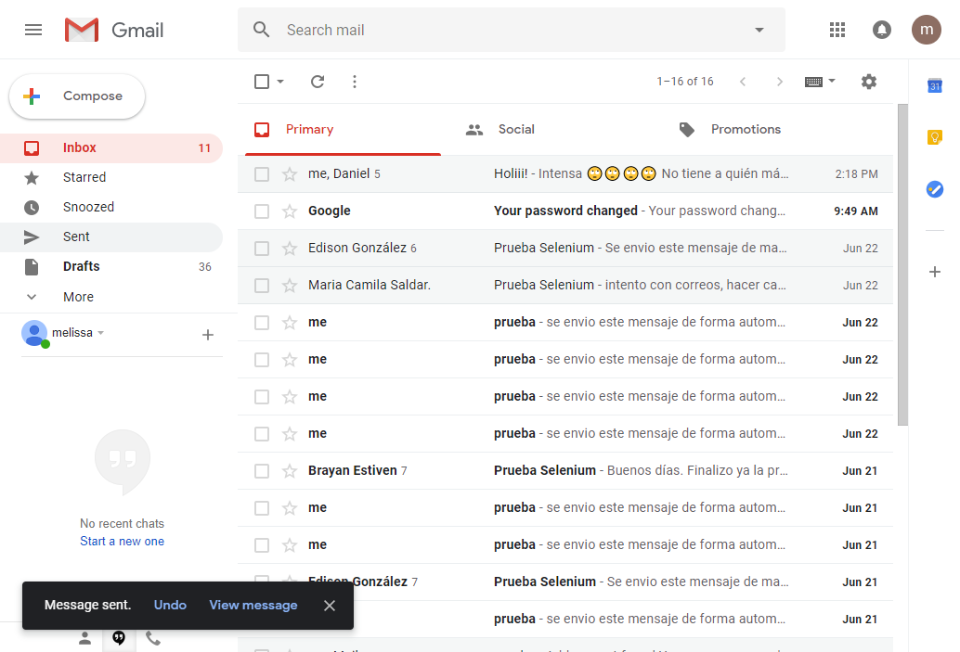 Gmail
Search mail
m
Compose
1–16 of 16
31
Primary
Social
Promotions
Inbox 11
Starred
Snoozed
Sent
Drafts 36
More
melissa
me, Daniel 5 Holiii! - Intensa 🙄🙄🙄🙄 No tiene a quién má… 2:18 PM
Google Your password changed - Your password chang… 9:49 AM
Edison González 6 Prueba Selenium - Se envio este mensaje de ma… Jun 22
Maria Camila Saldar. Prueba Selenium - intento con correos, hacer ca… Jun 22
me prueba - se envio este mensaje de forma autom… Jun 22
me prueba - se envio este mensaje de forma autom… Jun 22
me prueba - se envio este mensaje de forma autom… Jun 22
me prueba - se envio este mensaje de forma autom… Jun 22
Brayan Estiven 7 Prueba Selenium - Buenos días. Finalizo ya la pr… Jun 21
me prueba - se envio este mensaje de forma autom… Jun 21
me prueba - se envio este mensaje de forma autom… Jun 21
Edison González 7 Prueba Selenium - Se envio este mensaje de ma… Jun 21
prueba - se envio este mensaje de forma autom… Jun 21
No recent chats
Start a new one
Message sent. Undo View message